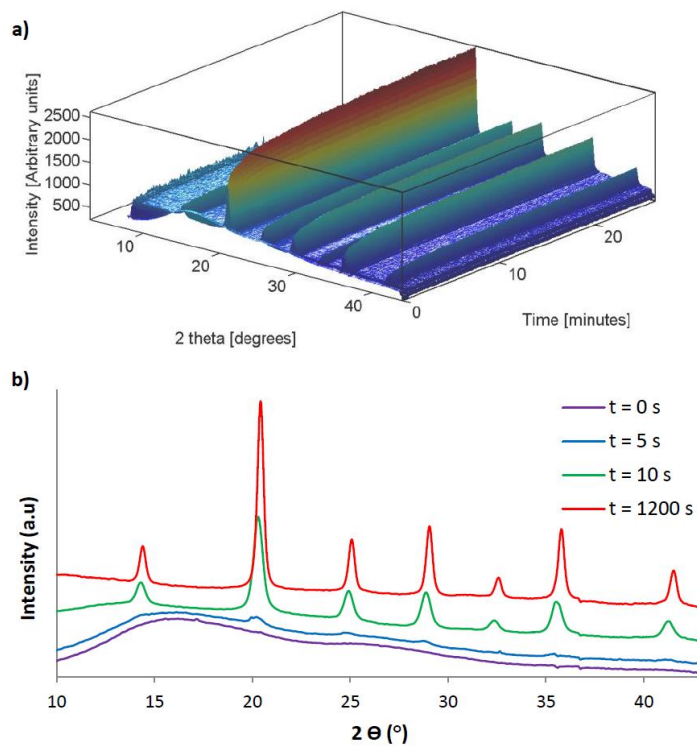 a)
Intensity [Arbitrary units]
2500
2000
1500
1000
500
10
20
30
40
2 theta [degrees]
0
10
20
Time [minutes]
b)
Intensity (a.u)
t = 0 s
t = 5 s
t = 10 s
t = 1200 s
10 15 20 25 30 35 40
2 Θ (°)